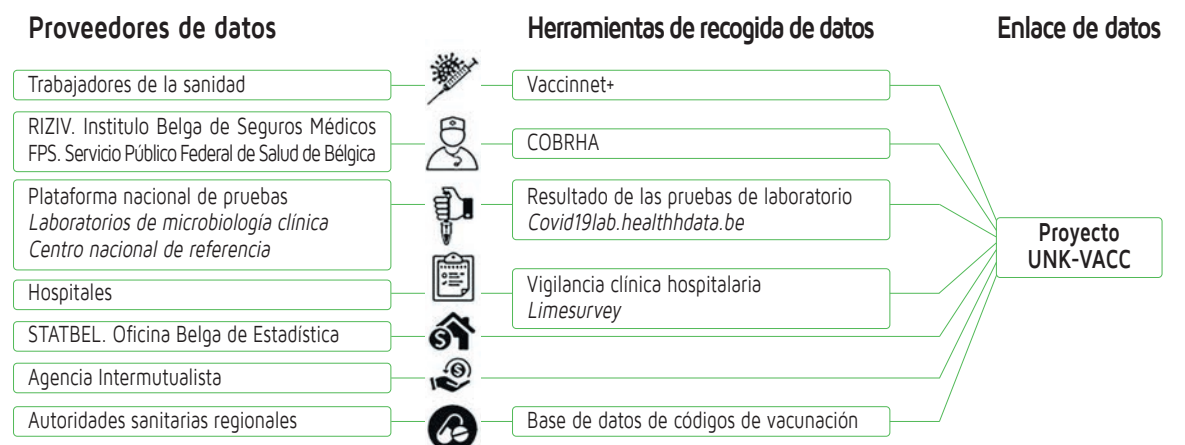 Proveedores de datos
Herramientas de recogida de datos
Enlace de datos
Trabajadores de la sanidad
Vaccinnet+
RIZIV. Institulo Belga de Seguros Médicos
FPS. Servicio Público Federal de Salud de Bélgica
COBRHA
Plataforma nacional de pruebas
Laboratorios de microbiología clínica
Centro nacional de referencia
Resultado de las pruebas de laboratorio
Covid19lab.healthhdata.be
Proyecto
UNK-VACC
Hospitales
Vigilancia clínica hospitalaria
Limesurvey
STATBEL. Oficina Belga de Estadística
Agencia Intermutualista
Autoridades sanitarias regionales
Base de datos de códigos de vacunación